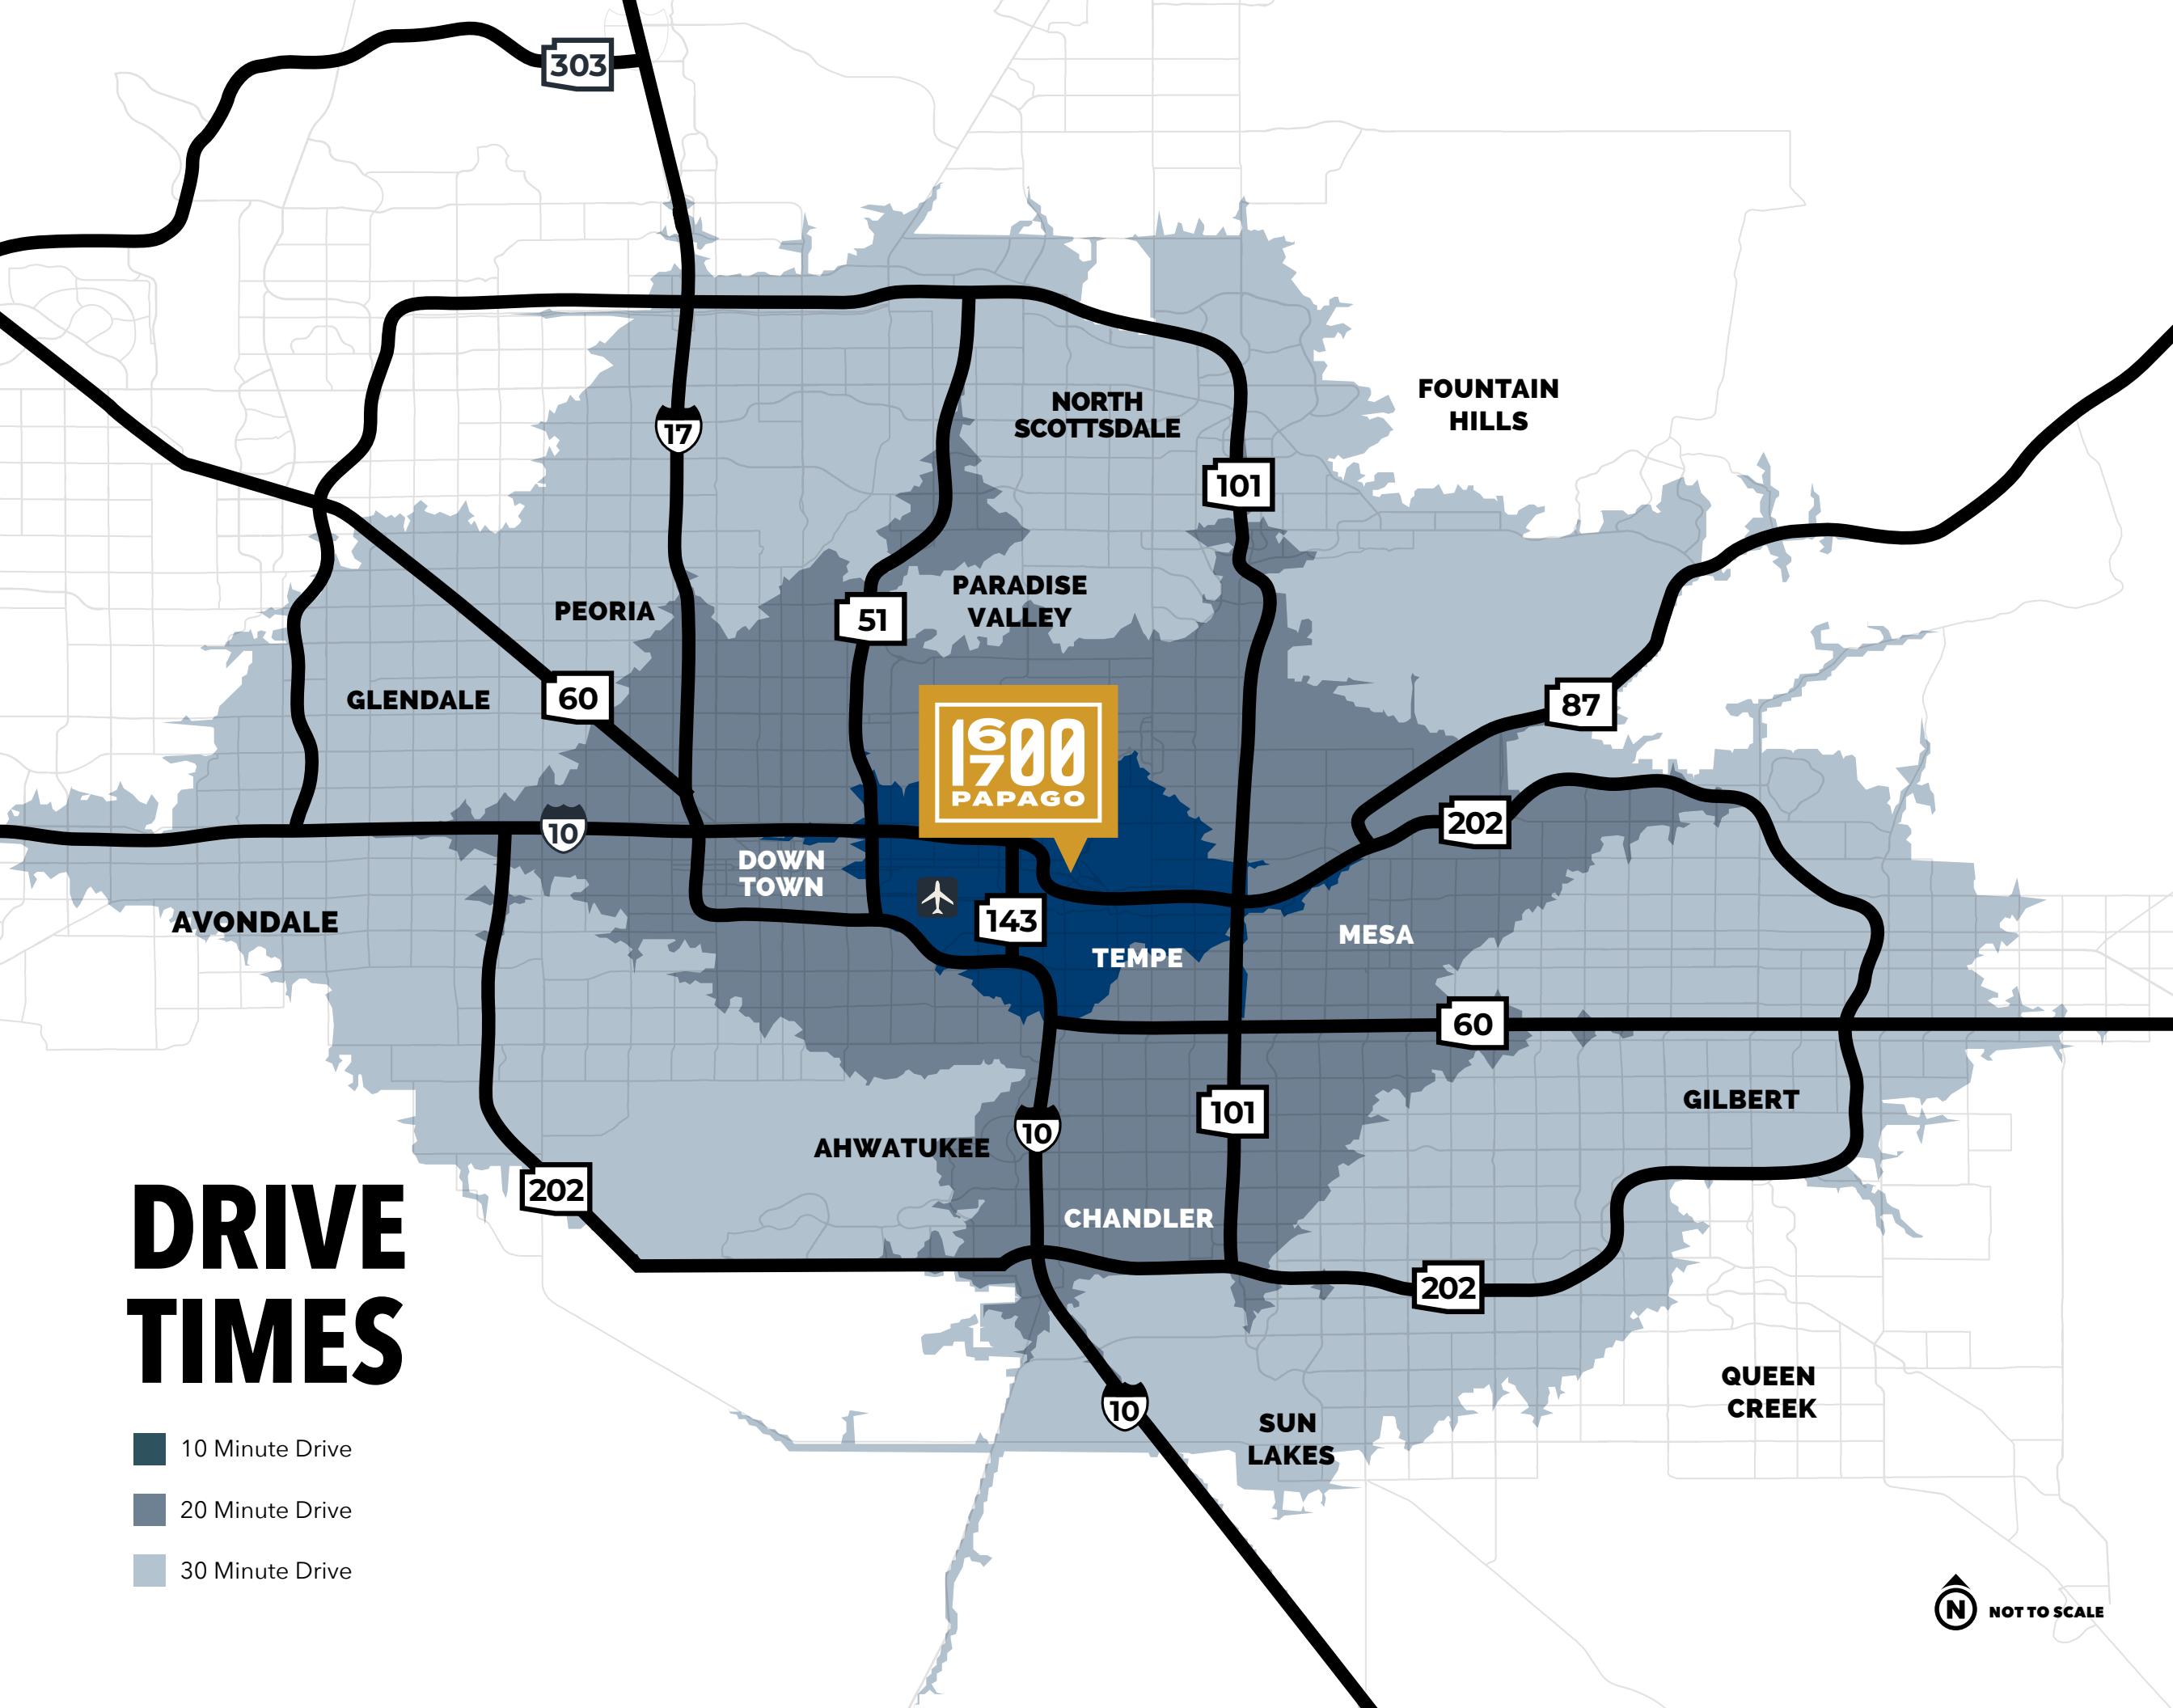 303
17
NORTH
SCOTTSDALE
FOUNTAIN
HILLS
101
51
PARADISE
VALLEY
PEORIA
GLENDALE
60
87
1600
1700
PAPAGO
202
10
DOWN
TOWN
AVONDALE
143
TEMPE
MESA
60
GILBERT
101
10
AHWATUKEE
202
CHANDLER
202
DRIVE
TIMES
QUEEN
CREEK
10
SUN
LAKES
10 Minute Drive
20 Minute Drive
30 Minute Drive
N NOT TO SCALE